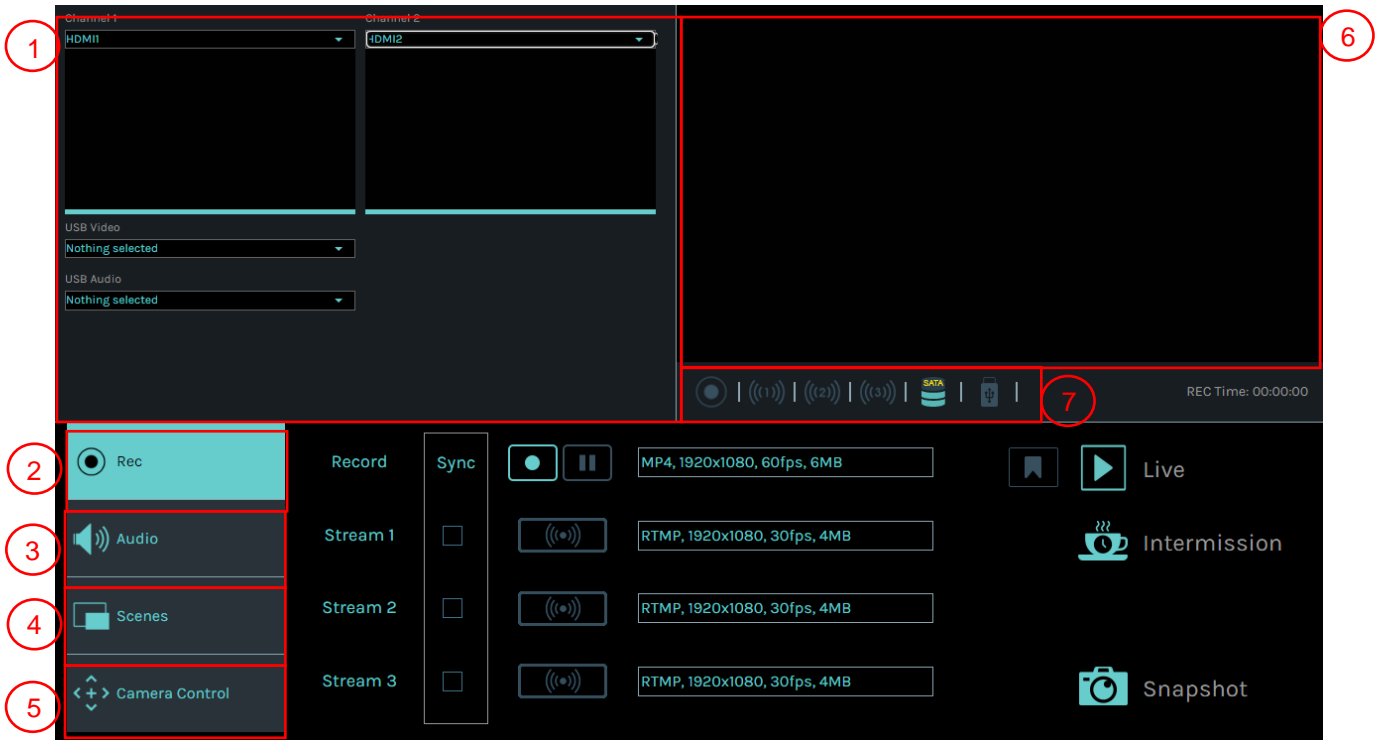 Channel 1
Channel 2
1
HDMI1
HDMI2
6
USB Video
Nothing selected
USB Audio
Nothing selected
((1))
((2))
((3))
SATA
7
REC Time: 00:00:00
2
Rec
Record
Sync
MP4, 1920x1080, 60fps, 6MB
Live
3
Audio
Stream 1
RTMP, 1920x1080, 30fps, 4MB
Intermission
4
Scenes
Stream 2
RTMP, 1920x1080, 30fps, 4MB
5
Camera Control
Stream 3
RTMP, 1920x1080, 30fps, 4MB
Snapshot